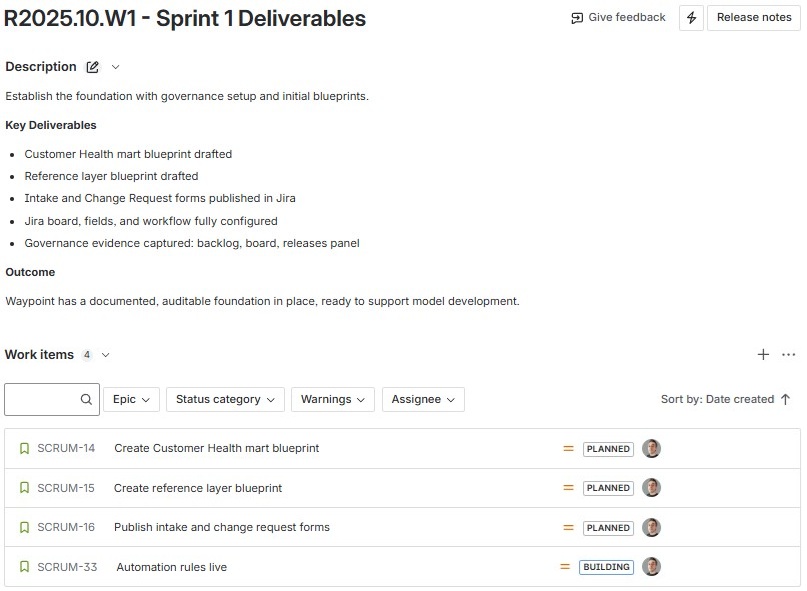 R2025.10.W1 - Sprint 1 Deliverables
Give feedback
Release notes
Description
Establish the foundation with governance setup and initial blueprints.
Key Deliverables
Customer Health mart blueprint drafted
Reference layer blueprint drafted
Intake and Change Request forms published in Jira
Jira board, fields, and workflow fully configured
Governance evidence captured: backlog, board, releases panel
Outcome
Waypoint has a documented, auditable foundation in place, ready to support model development.
Work items 4
Epic Status category Warnings Assignee Sort by: Date created
SCRUM-14 Create Customer Health mart blueprint PLANNED
SCRUM-15 Create reference layer blueprint PLANNED
SCRUM-16 Publish intake and change request forms PLANNED
SCRUM-33 Automation rules live BUILDING